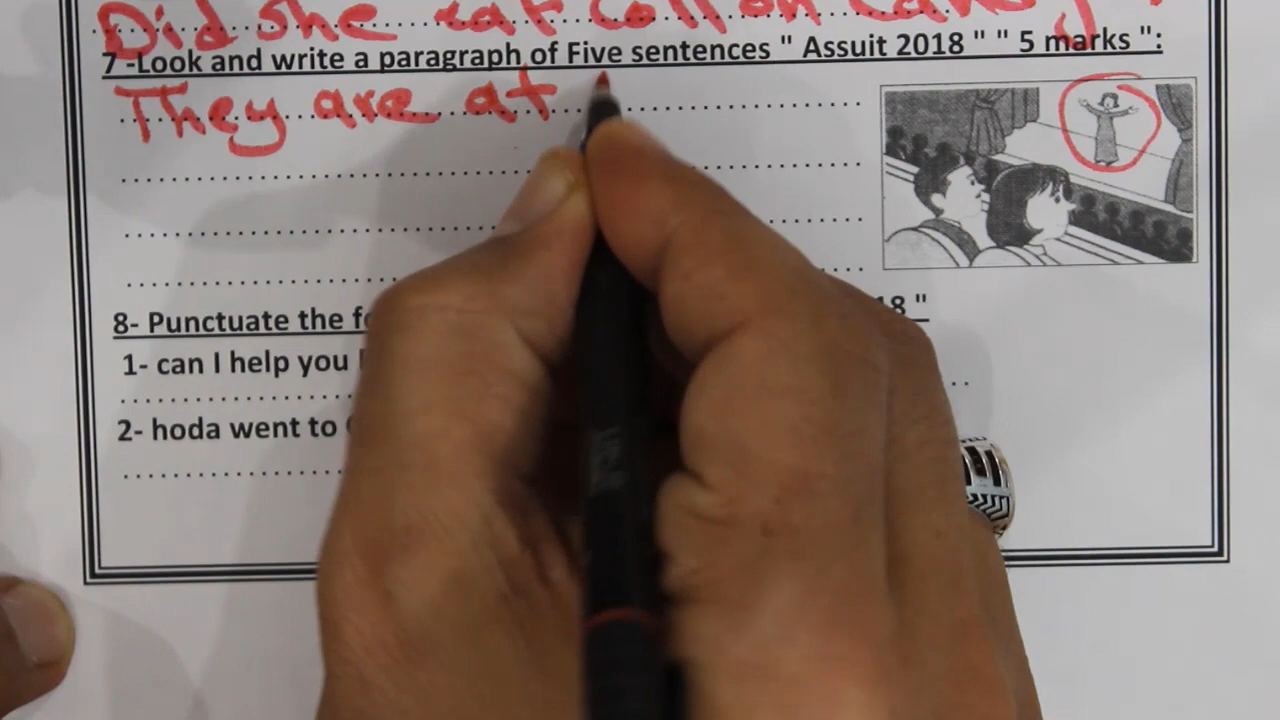 Did she eat cotton candy?
7 -Look and write a paragraph of Five sentences " Assuit 2018 " " 5 marks ":
They are at
8- Punctuate the 18 "
1- can I help you
2- hoda went to